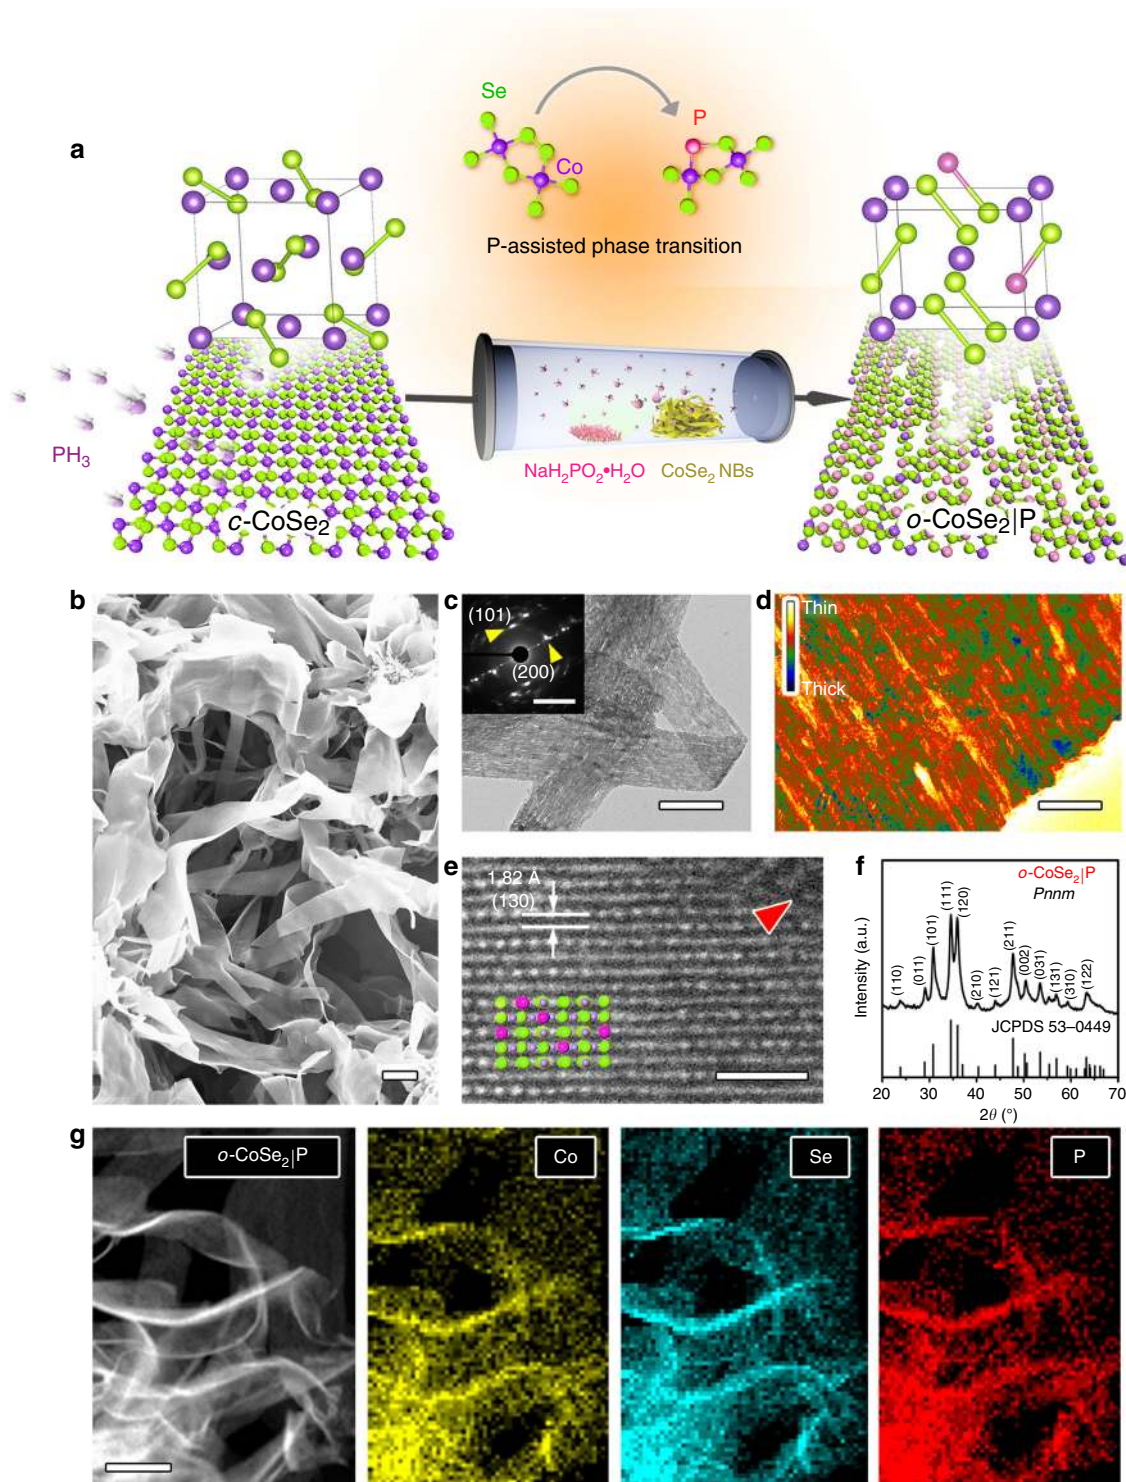 a
Se
P
Co
P-assisted phase transition
PH3
NaH2PO2•H2O
CoSe2 NBs
c-CoSe2
o-CoSe2|P
b
c
(101)
(200)
d
Thin
Thick
e
1.82 Å
(130)
f
o-CoSe2|P
Pnnm
Intensity (a.u.)
(110)
(011)
(101)
(111)
(120)
(210)
(121)
(211)
(002)
(031)
(131)
(310)
(122)
JCPDS 53–0449
20 30 40 50 60 70
2θ (°)
g
o-CoSe2|P
Co
Se
P